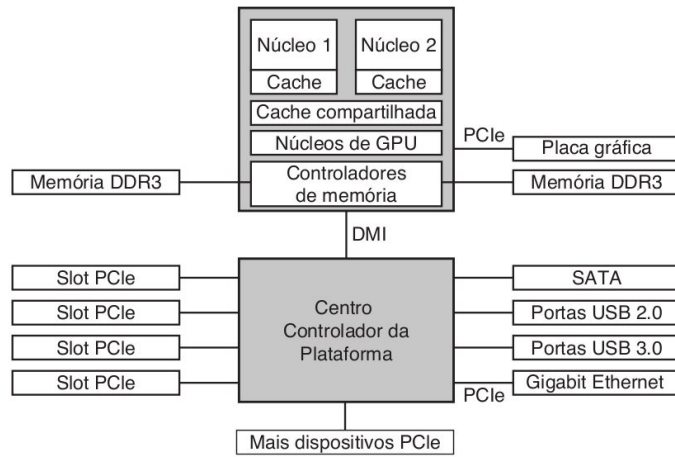 Núcleo 1
Núcleo 2
Cache
Cache
Cache compartilhada
Núcleos de GPU
PCIe
Placa gráfica
Memória DDR3
Controladores
de memória
Memória DDR3
DMI
Slot PCIe
Slot PCIe
Slot PCIe
Slot PCIe
Centro
Controlador da
Plataforma
SATA
Portas USB 2.0
Portas USB 3.0
Gigabit Ethernet
PCIe
Mais dispositivos PCIe